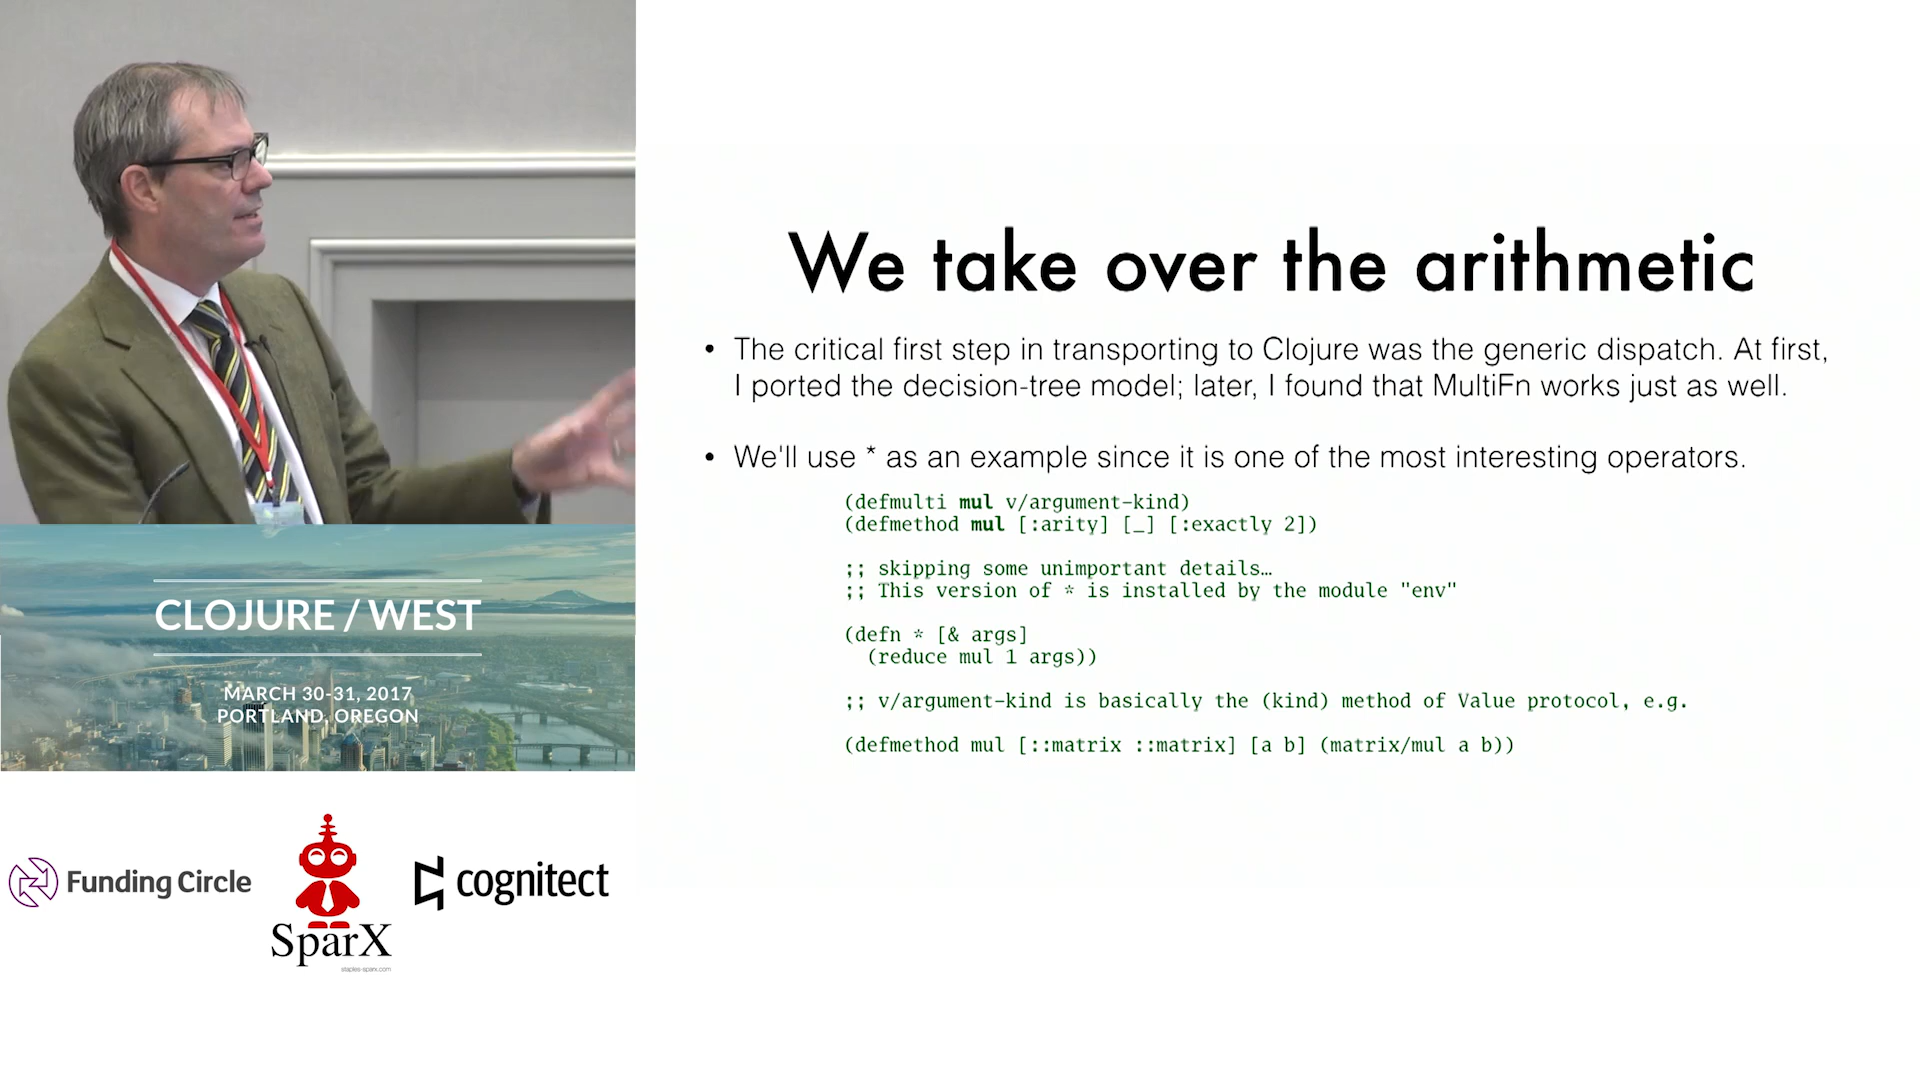 We take over the arithmetic
• The critical first step in transporting to Clojure was the generic dispatch. At first,
I ported the decision-tree model; later, I found that MultiFn works just as well.
• We'll use * as an example since it is one of the most interesting operators.
(defmulti mul v/argument-kind)
(defmethod mul [:arity] [_] [:exactly 2])
;; skipping some unimportant details…
;; This version of * is installed by the module "env"
(defn * [& args]
(reduce mul 1 args))
;; v/argument-kind is basically the (kind) method of Value protocol, e.g.
(defmethod mul [::matrix ::matrix] [a b] (matrix/mul a b))
CLOJURE / WEST
MARCH 30-31, 2017
PORTLAND, OREGON
Funding Circle
SparX
staples-sparx.com
cognitect